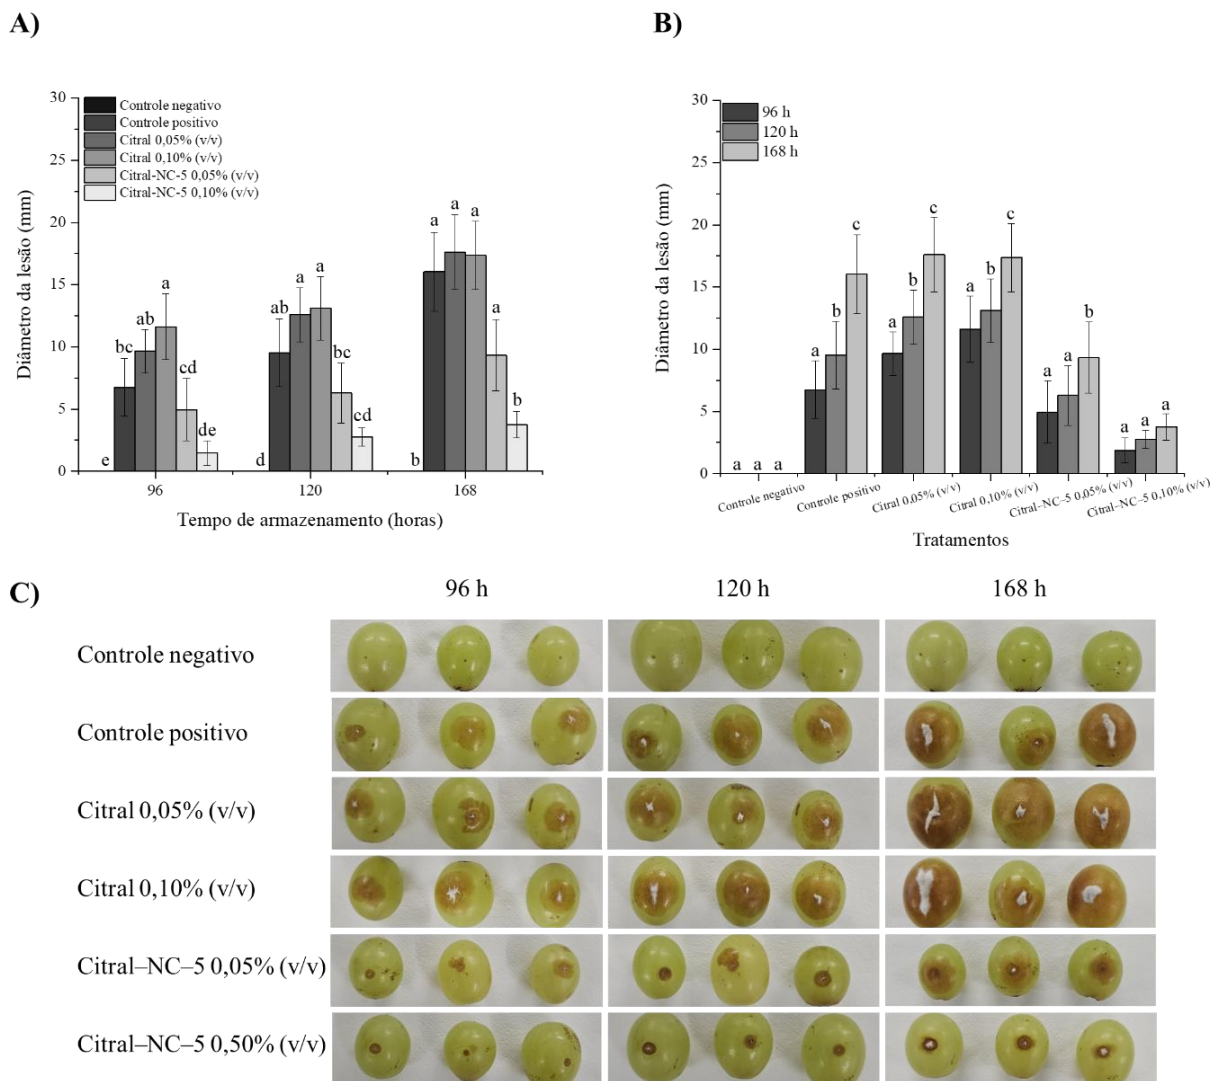 A)
30
25
20
15
10
5
0
Diâmetro da lesão (mm)
Controle negativo
Controle positivo
Citral 0,05% (v/v)
Citral 0,10% (v/v)
Citral-NC-5 0,05% (v/v)
Citral-NC-5 0,10% (v/v)
e bc ab a cd de
d ab a a bc cd
b a a a a b
96 120 168
Tempo de armazenamento (horas)
B)
30
25
20
15
10
5
0
Diâmetro da lesão (mm)
96 h
120 h
168 h
a a a
a b c
a b c
a b c
a a b
a a a
Controle negativo
Controle positivo
Citral 0,05% (v/v)
Citral 0,10% (v/v)
Citral–NC–5 0,05% (v/v)
Citral–NC–5 0,10% (v/v)
Tratamentos
C)
96 h 120 h 168 h
Controle negativo
Controle positivo
Citral 0,05% (v/v)
Citral 0,10% (v/v)
Citral–NC–5 0,05% (v/v)
Citral–NC–5 0,50% (v/v)